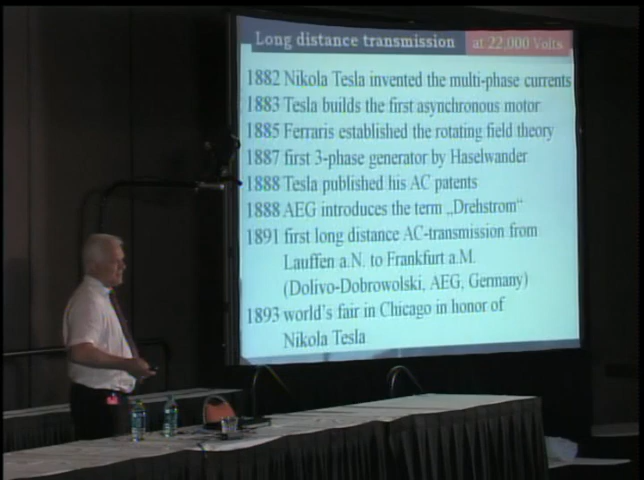 Long distance transmission at 22,000 Volts
1882 Nikola Tesla invented the multi-phase currents
1883 Tesla builds the first asynchronous motor
1885 Ferraris established the rotating field theory
1887 first 3-phase generator by Haselwander
1888 Tesla published his AC patents
1888 AEG introduces the term „Drehstrom“
1891 first long distance AC-transmission from
Lauffen a.N. to Frankfurt a.M.
(Dolivo-Dobrowolski, AEG, Germany)
1893 world's fair in Chicago in honor of
Nikola Tesla